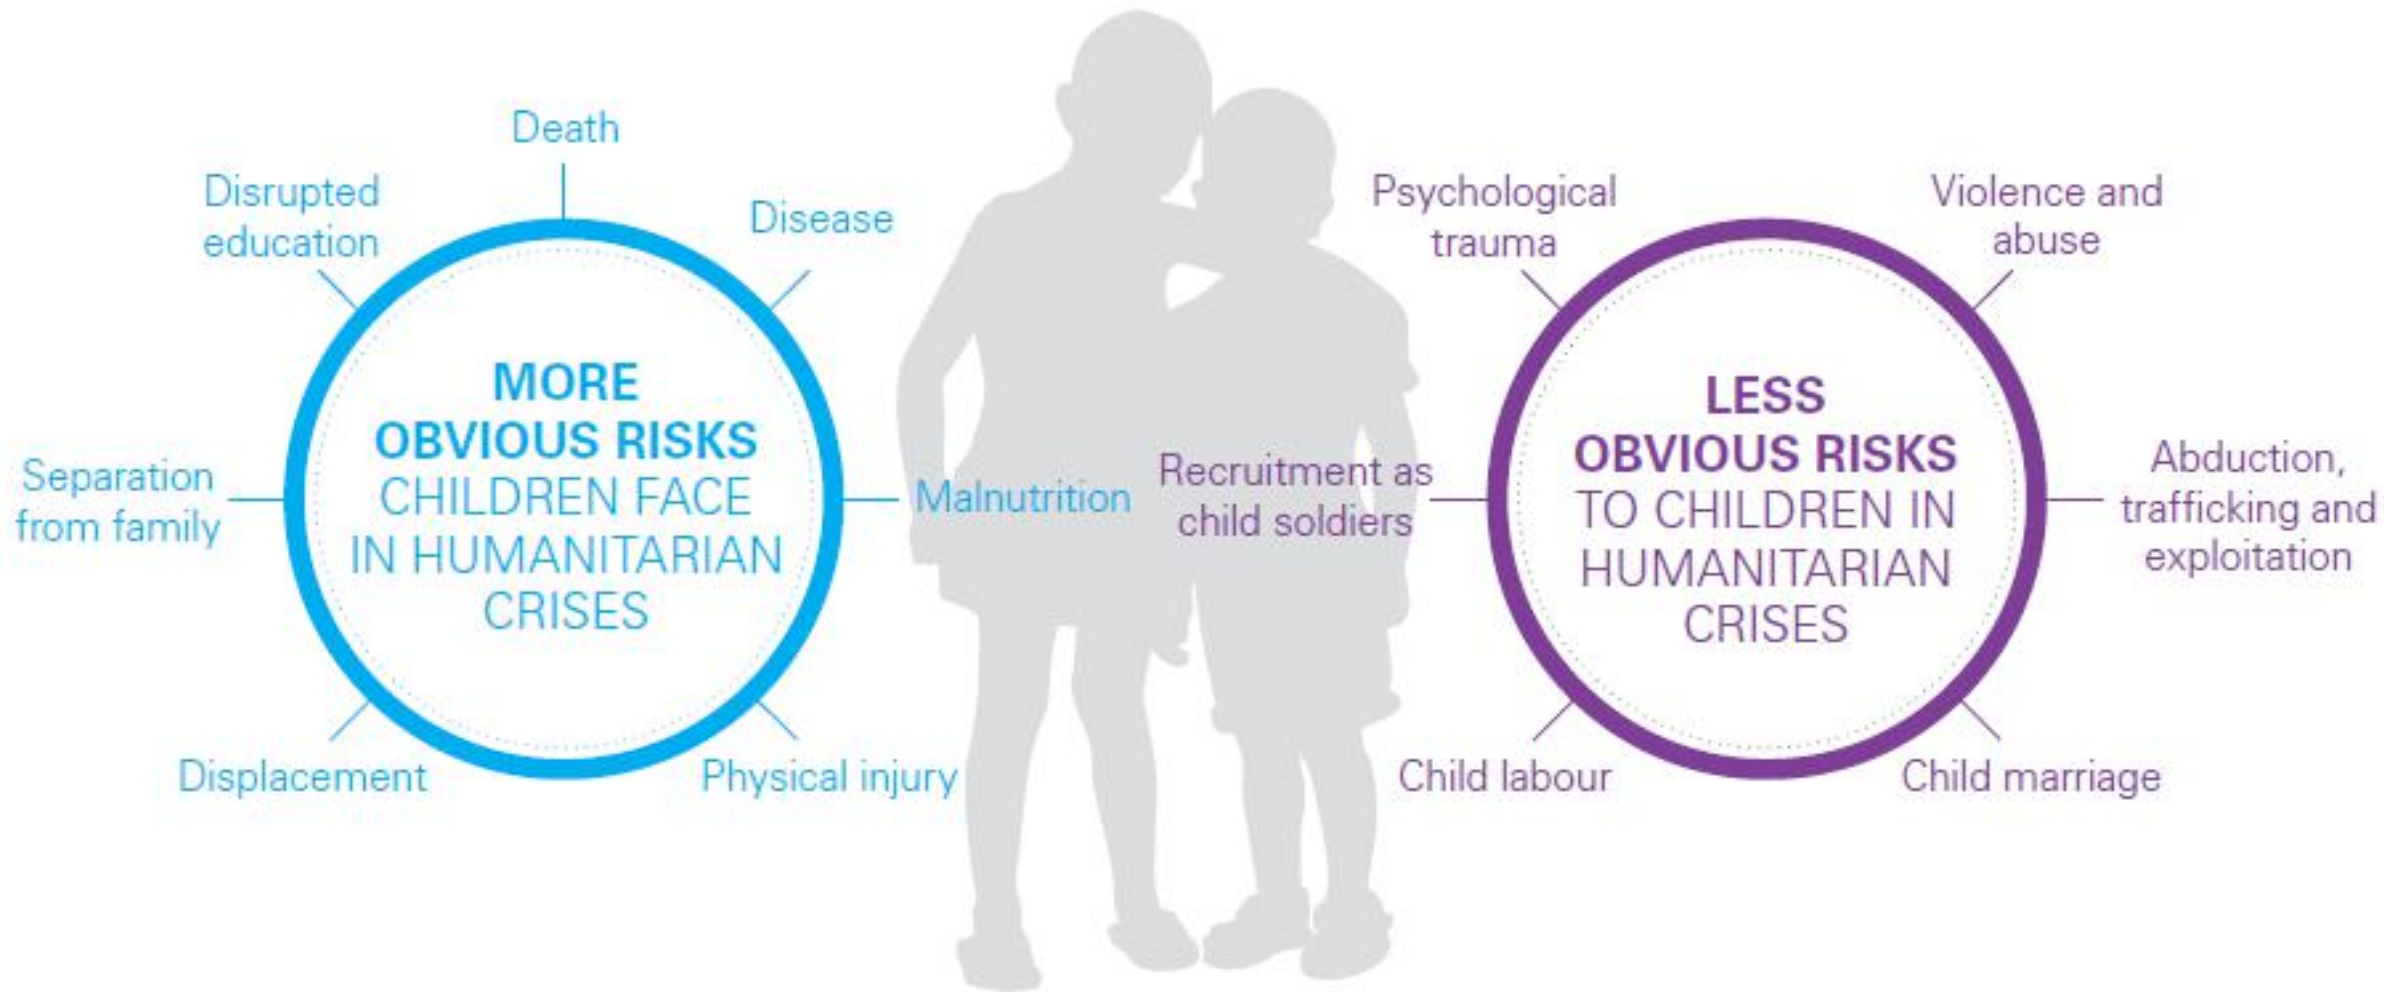 Death
Disease
Malnutrition
Physical injury
Displacement
Separation
from family
Disrupted
education
MORE
OBVIOUS RISKS
CHILDREN FACE
IN HUMANITARIAN
CRISES
Psychological
trauma
Violence and
abuse
Abduction,
trafficking and
exploitation
Child marriage
Child labour
Recruitment as
child soldiers
LESS
OBVIOUS RISKS
TO CHILDREN IN
HUMANITARIAN
CRISES